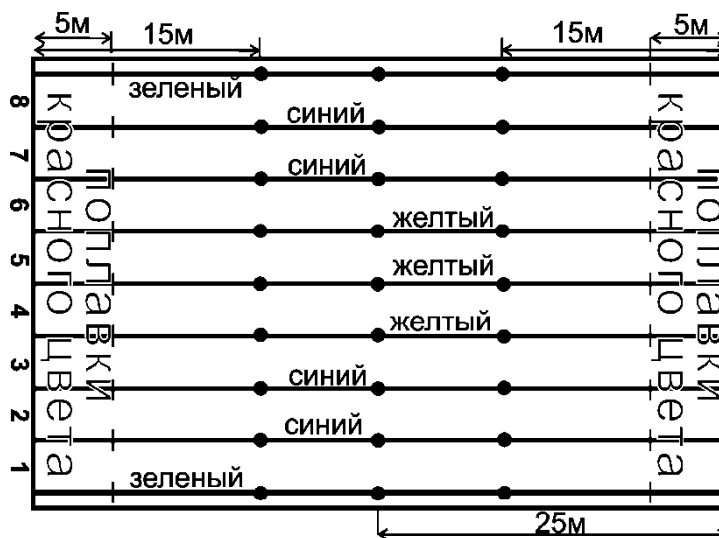 5м
15м
15м
5м
зеленый
8
синий
7
синий
6
желтый
5
желтый
4
желтый
3
синий
2
синий
1
зеленый
Поплавки
красного цвета
Поплавки
красного цвета
25м